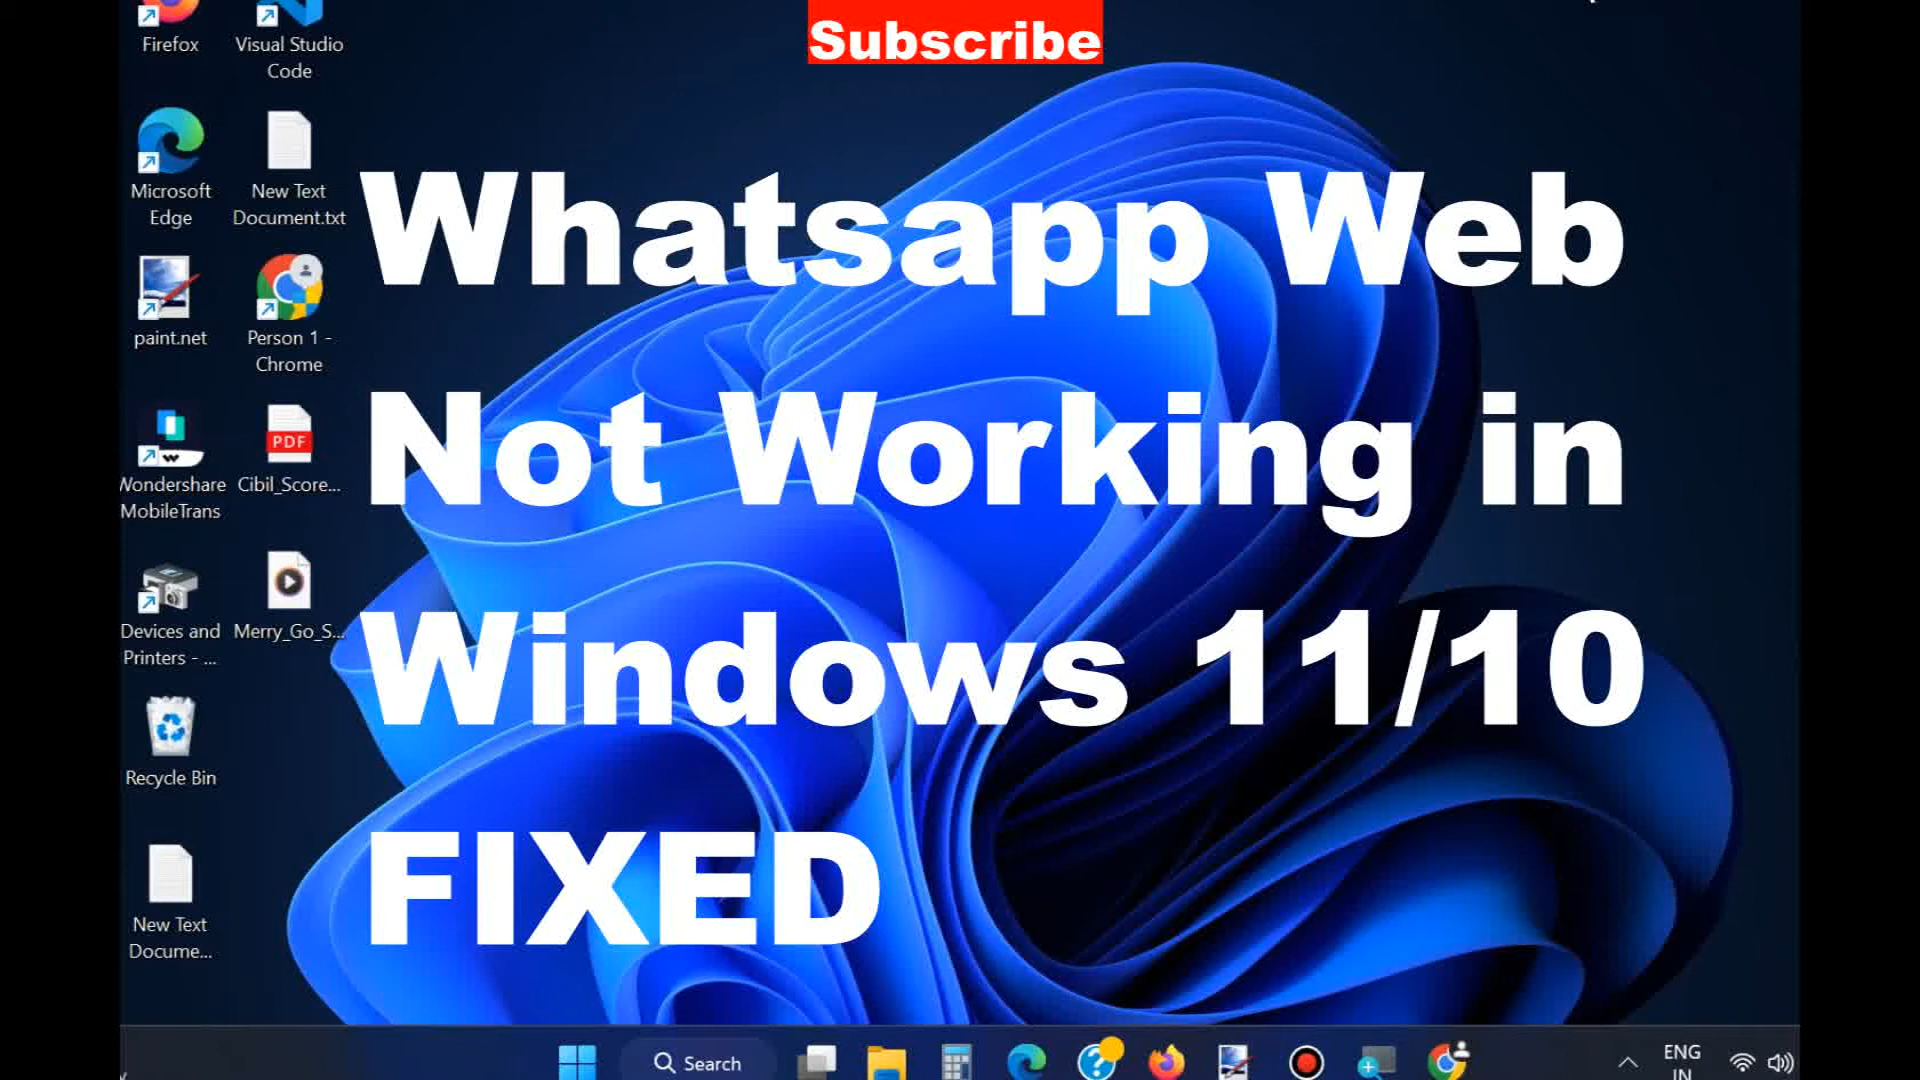 Subscribe
Firefox
Visual Studio
Code
Microsoft
Edge
New Text
Document.txt
paint.net
Person 1 -
Chrome
Wondershare
MobileTrans
PDF
Cibil_Score...
Devices and
Printers - ...
Merry_Go_S...
Recycle Bin
New Text
Docume...
Whatsapp Web
Not Working in
Windows 11/10
FIXED
Search
ENG
IN